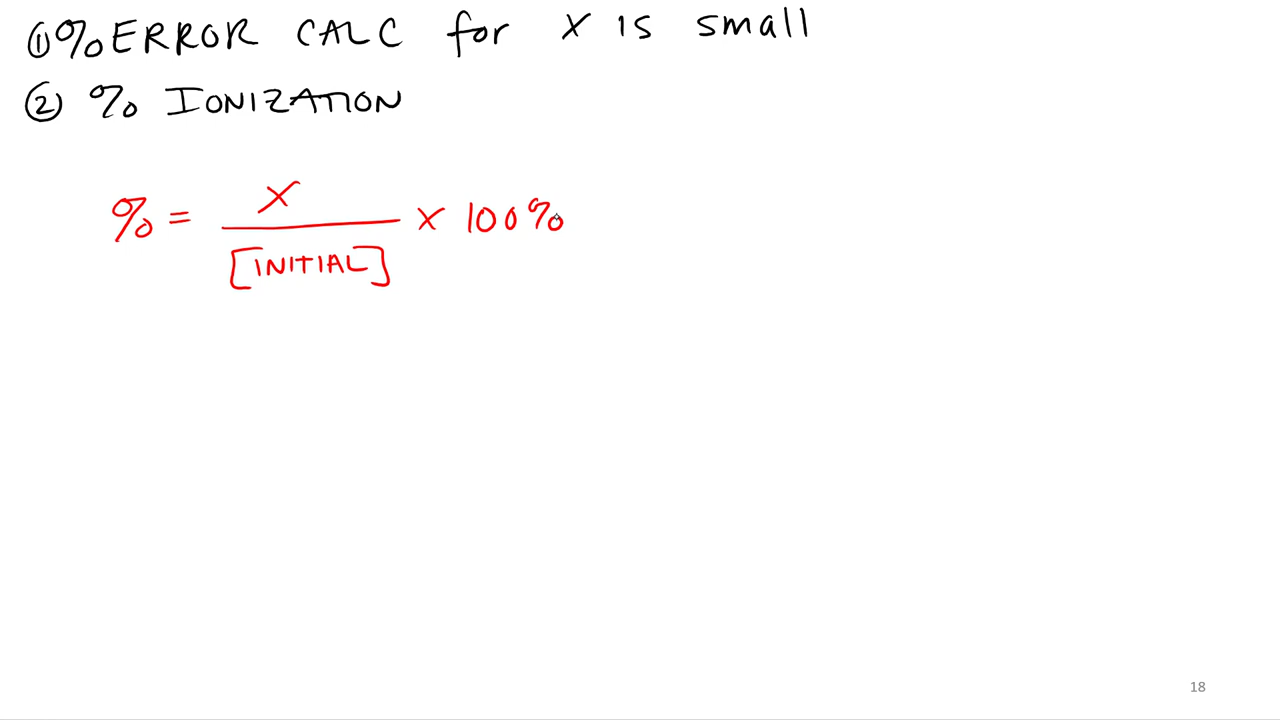 ① % ERROR CALC for X is small
② % IONIZATION
% = X / [INITIAL] × 100%
18